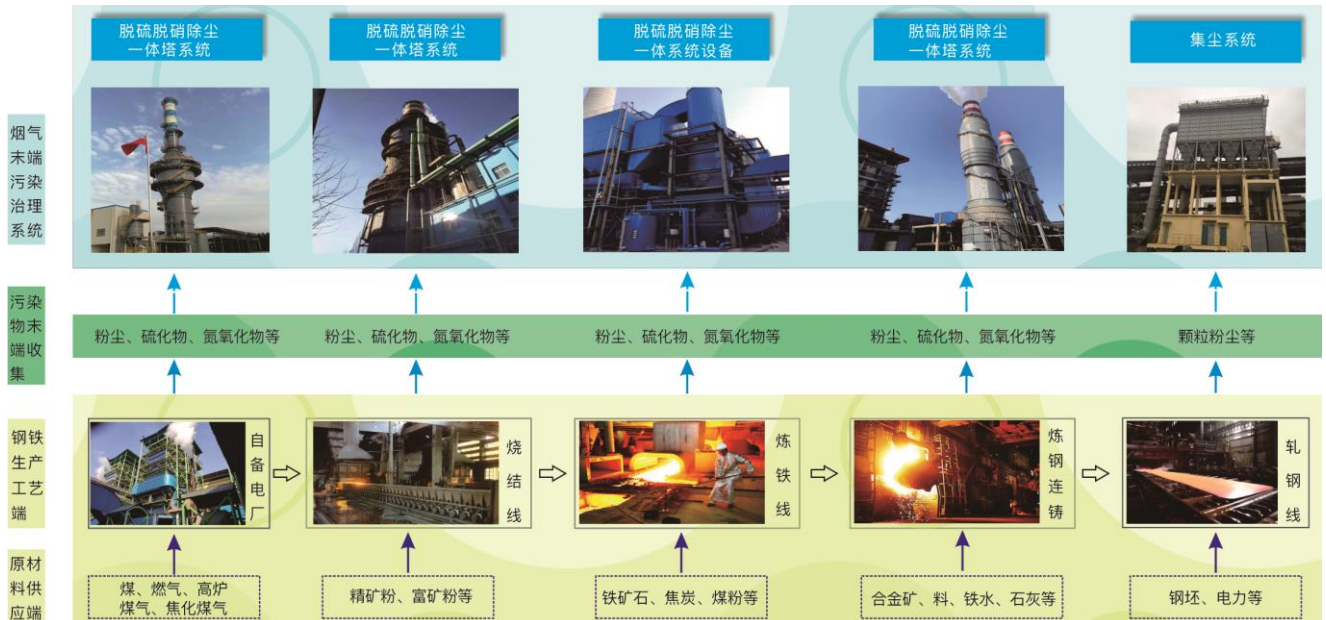 脱硫脱硝除尘
一体塔系统
脱硫脱硝除尘
一体塔系统
脱硫脱硝除尘
一体系统设备
脱硫脱硝除尘
一体塔系统
集尘系统
烟气
末端
污染
治理
系统
污染
物末
端收
集
粉尘、硫化物、氮氧化物等
粉尘、硫化物、氮氧化物等
粉尘、硫化物、氮氧化物等
粉尘、硫化物、氮氧化物等
颗粒粉尘等
钢铁
生产
工艺
端
自备电厂
烧结线
炼铁线
炼钢连铸
轧钢线
原材
料供
应端
煤、燃气、高炉
煤气、焦化煤气
精矿粉、富矿粉等
铁矿石、焦炭、煤粉等
合金矿、料、铁水、石灰等
钢坯、电力等